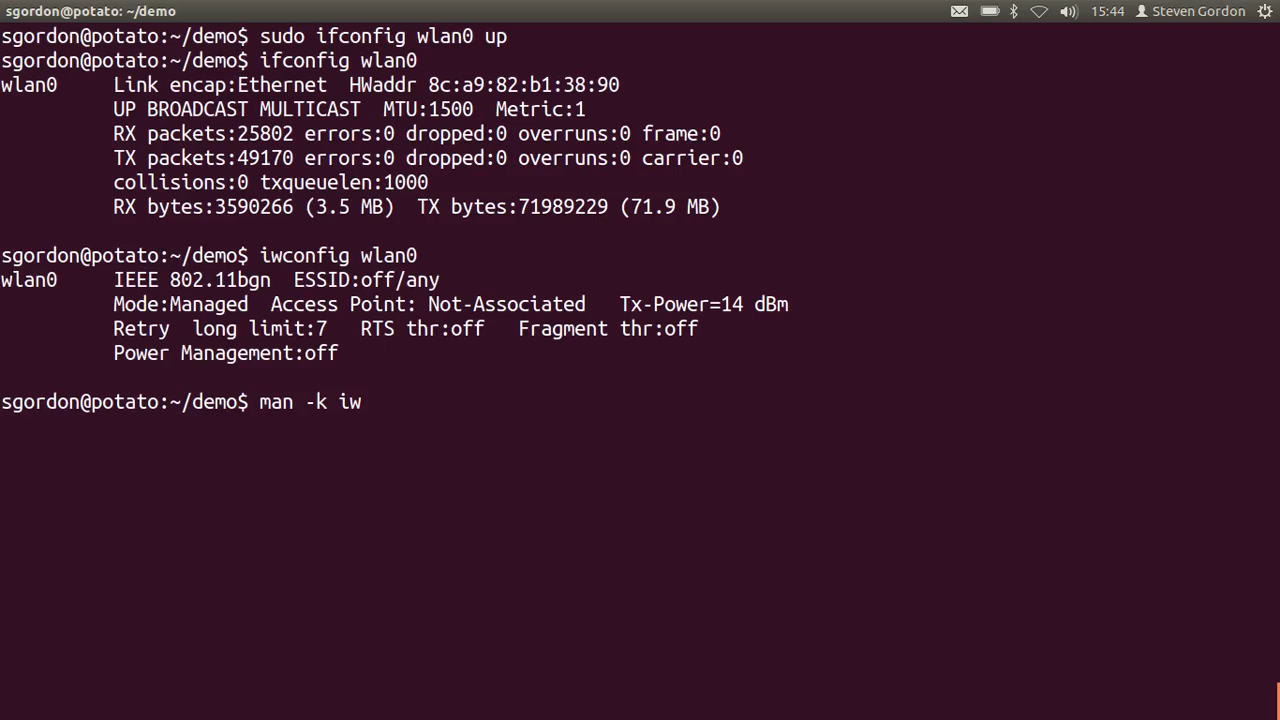 sgordon@potato: ~/demo 15:44 Steven Gordon
sgordon@potato:~/demo$ sudo ifconfig wlan0 up
sgordon@potato:~/demo$ ifconfig wlan0
wlan0     Link encap:Ethernet  HWaddr 8c:a9:82:b1:38:90
          UP BROADCAST MULTICAST  MTU:1500  Metric:1
          RX packets:25802 errors:0 dropped:0 overruns:0 frame:0
          TX packets:49170 errors:0 dropped:0 overruns:0 carrier:0
          collisions:0 txqueuelen:1000
          RX bytes:3590266 (3.5 MB)  TX bytes:71989229 (71.9 MB)
sgordon@potato:~/demo$ iwconfig wlan0
wlan0     IEEE 802.11bgn  ESSID:off/any
          Mode:Managed  Access Point: Not-Associated   Tx-Power=14 dBm
          Retry  long limit:7   RTS thr:off   Fragment thr:off
          Power Management:off
sgordon@potato:~/demo$ man -k iw